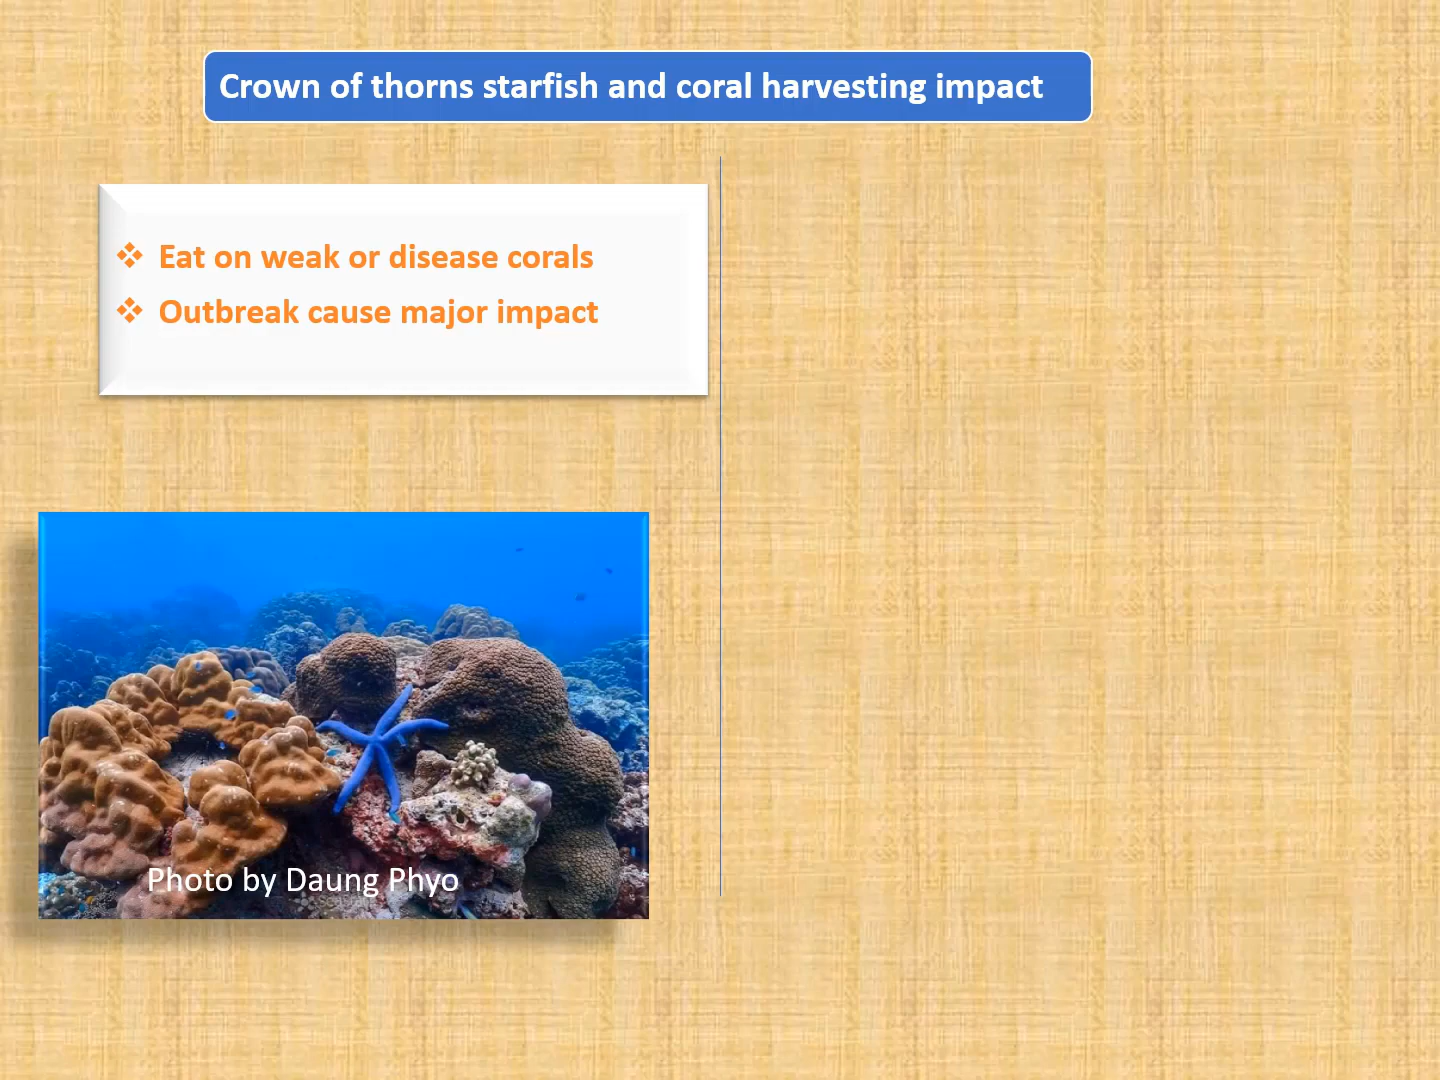 Crown of thorns starfish and coral harvesting impact
Eat on weak or disease corals
Outbreak cause major impact
Photo by Daung Phyo